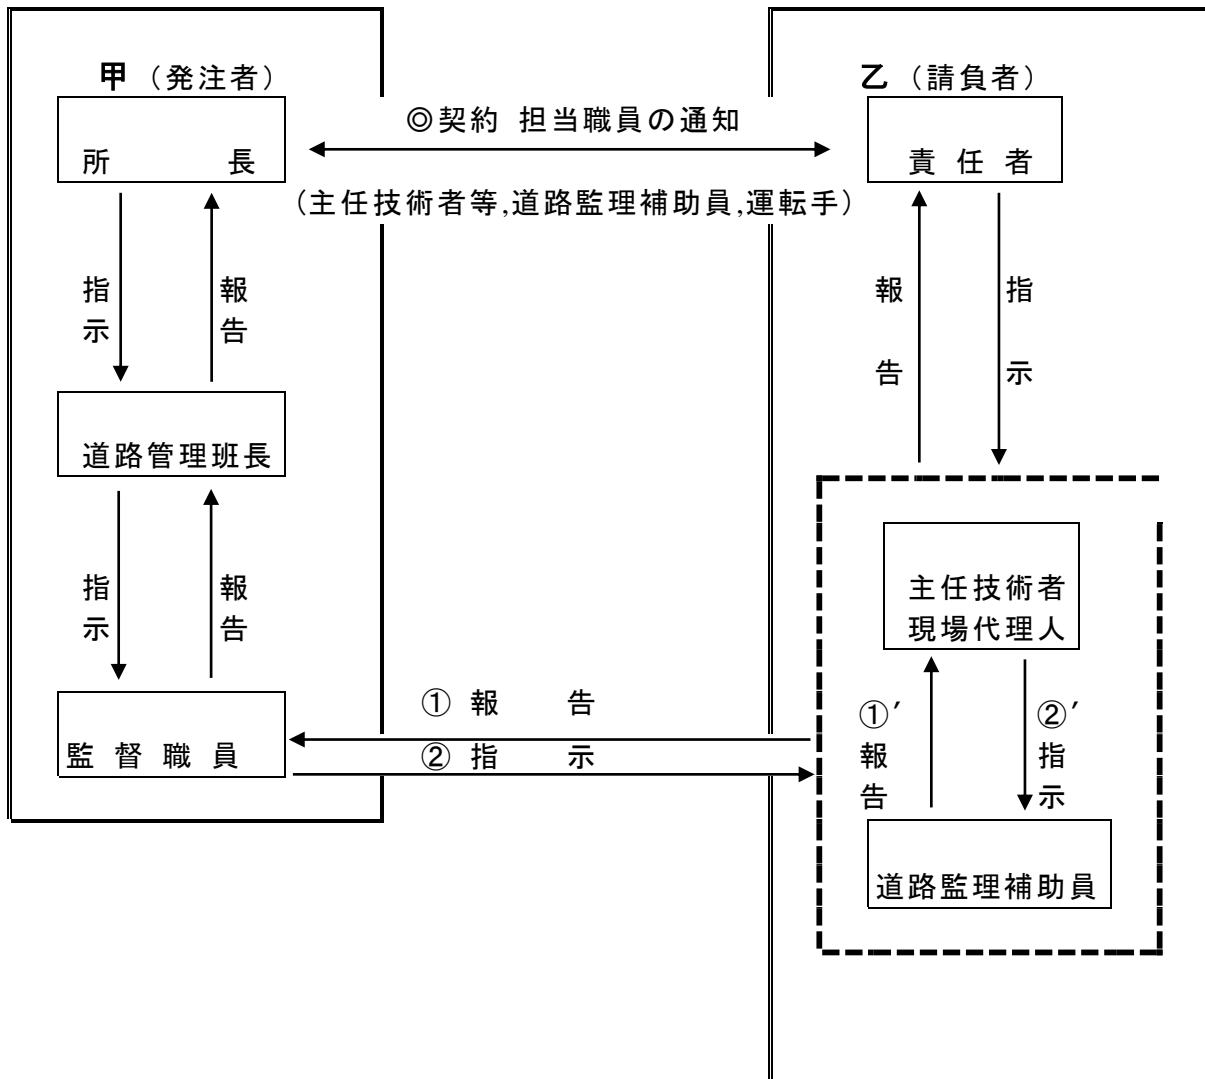 甲（発注者）
乙（請負者）
◎契約 担当職員の通知
所長
責任者
（主任技術者等,道路監理補助員,運転手）
指示
報告
報告
指示
道路管理班長
指示
報告
主任技術者
現場代理人
① 報告
② 指示
①′報告
②′指示
監督職員
道路監理補助員